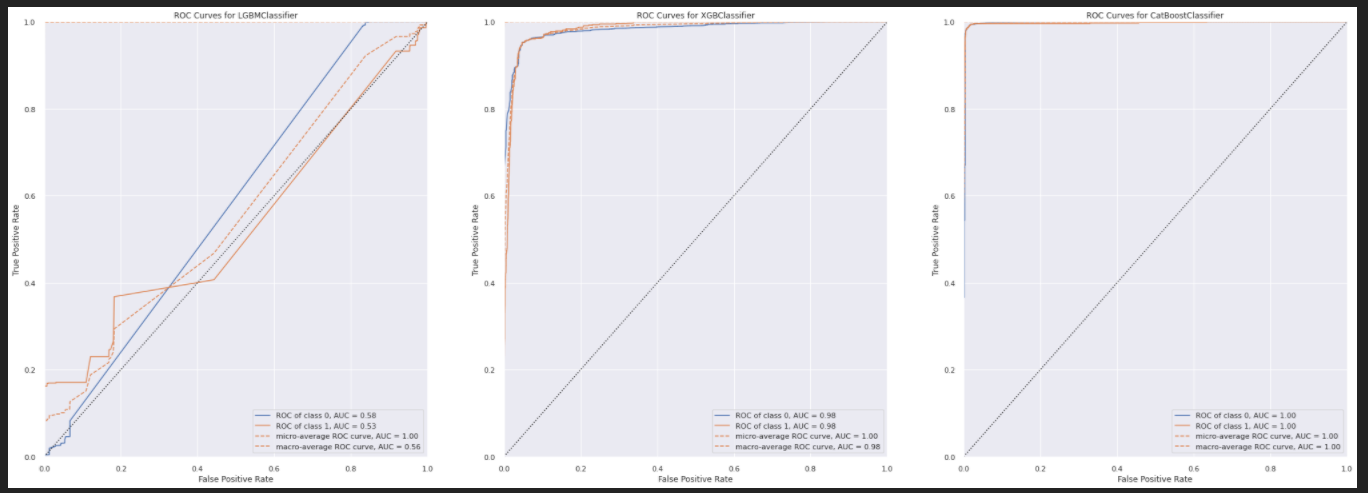 ROC Curves for LGBMClassifier
True Positive Rate
1.0
0.8
0.6
0.4
0.2
0.0
ROC of class 0, AUC = 0.58
ROC of class 1, AUC = 0.53
micro-average ROC curve, AUC = 1.00
macro-average ROC curve, AUC = 0.56
0.0 0.2 0.4 0.6 0.8 1.0
False Positive Rate
ROC Curves for XGBClassifier
True Positive Rate
1.0
0.8
0.6
0.4
0.2
0.0
ROC of class 0, AUC = 0.98
ROC of class 1, AUC = 0.98
micro-average ROC curve, AUC = 1.00
macro-average ROC curve, AUC = 0.98
0.0 0.2 0.4 0.6 0.8 1.0
False Positive Rate
ROC Curves for CatBoostClassifier
True Positive Rate
1.0
0.8
0.6
0.4
0.2
0.0
ROC of class 0, AUC = 1.00
ROC of class 1, AUC = 1.00
micro-average ROC curve, AUC = 1.00
macro-average ROC curve, AUC = 1.00
0.0 0.2 0.4 0.6 0.8 1.0
False Positive Rate